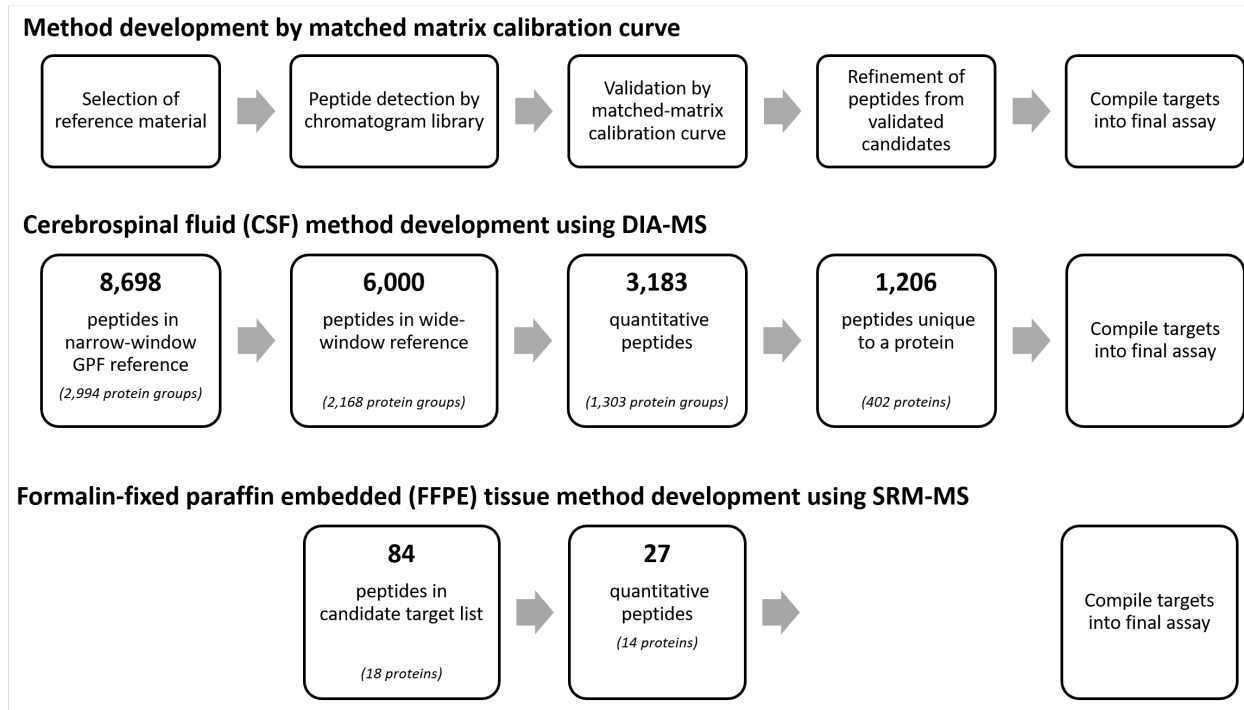 Method development by matched matrix calibration curve
Selection of
reference material
Peptide detection by
chromatogram library
Validation by
matched-matrix
calibration curve
Refinement of
peptides from
validated
candidates
Compile targets
into final assay
Cerebrospinal fluid (CSF) method development using DIA-MS
8,698
peptides in
narrow-window
GPF reference
(2,994 protein groups)
6,000
peptides in wide-
window reference
(2,168 protein groups)
3,183
quantitative
peptides
(1,303 protein groups)
1,206
peptides unique
to a protein
(402 proteins)
Compile targets
into final assay
Formalin-fixed paraffin embedded (FFPE) tissue method development using SRM-MS
84
peptides in
candidate target list
(18 proteins)
27
quantitative
peptides
(14 proteins)
Compile targets
into final assay